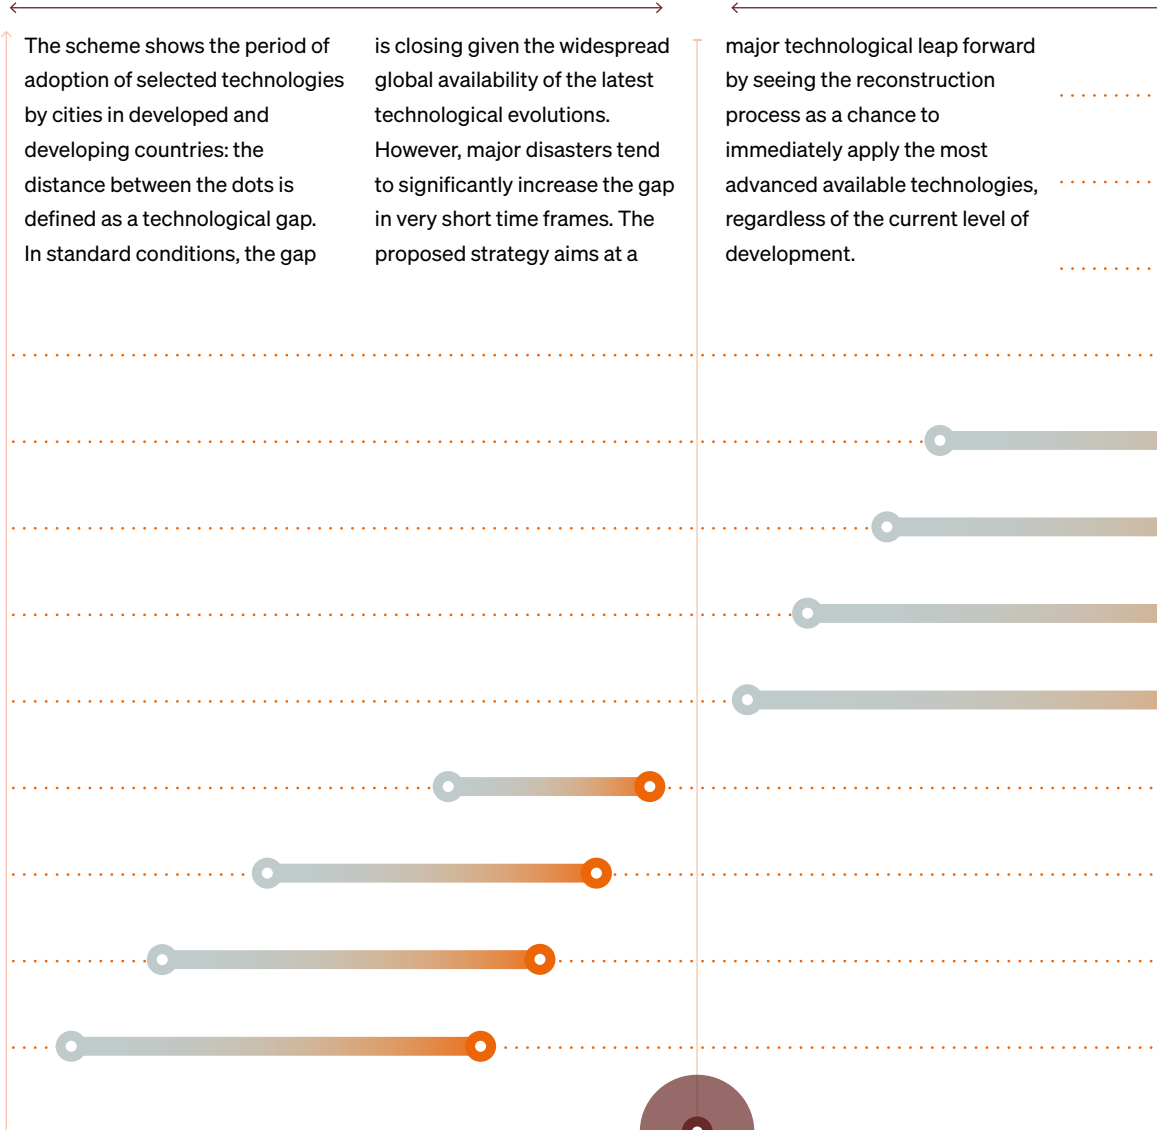 The scheme shows the period of
adoption of selected technologies
by cities in developed and
developing countries: the
distance between the dots is
defined as a technological gap.
In standard conditions, the gap
is closing given the widespread
global availability of the latest
technological evolutions.
However, major disasters tend
to significantly increase the gap
in very short time frames. The
proposed strategy aims at a
major technological leap forward
by seeing the reconstruction
process as a chance to
immediately apply the most
advanced available technologies,
regardless of the current level of
development.